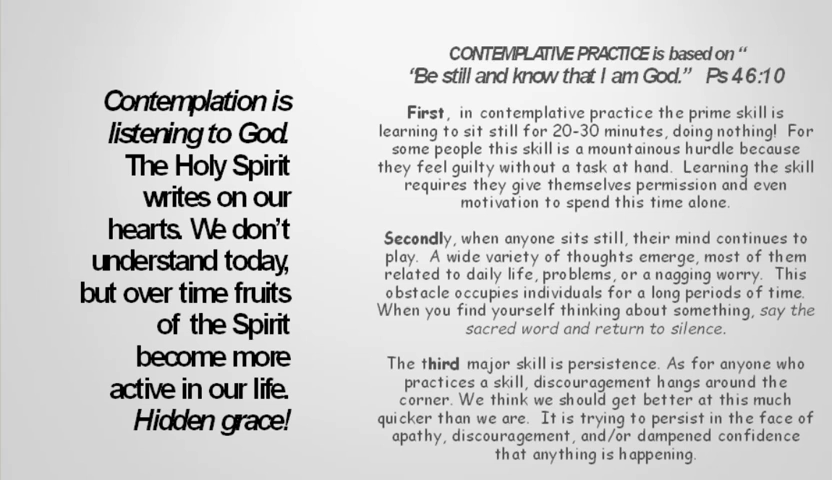 Contemplation is
listening to God.
The Holy Spirit
writes on our
hearts. We don't
understand today,
but over time fruits
of the Spirit
become more
active in our life.
Hidden grace!
CONTEMPLATIVE PRACTICE is based on “
“Be still and know that I am God.” Ps 46:10
First, in contemplative practice the prime skill is
learning to sit still for 20-30 minutes, doing nothing! For
some people this skill is a mountainous hurdle because
they feel guilty without a task at hand. Learning the skill
requires they give themselves permission and even
motivation to spend this time alone.
Secondly, when anyone sits still, their mind continues to
play. A wide variety of thoughts emerge, most of them
related to daily life, problems, or a nagging worry. This
obstacle occupies individuals for a long periods of time.
When you find yourself thinking about something, say the
sacred word and return to silence.
The third major skill is persistence. As for anyone who
practices a skill, discouragement hangs around the
corner. We think we should get better at this much
quicker than we are. It is trying to persist in the face of
apathy, discouragement, and/or dampened confidence
that anything is happening.